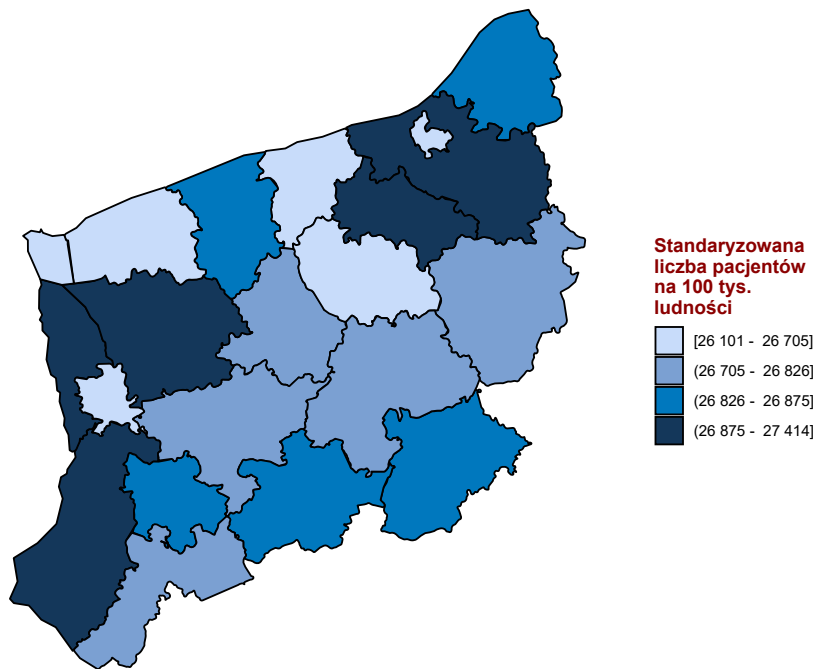 Standaryzowana
liczba pacjentów
na 100 tys.
ludności
[26 101 - 26 705]
(26 705 - 26 826]
(26 826 - 26 875]
(26 875 - 27 414]